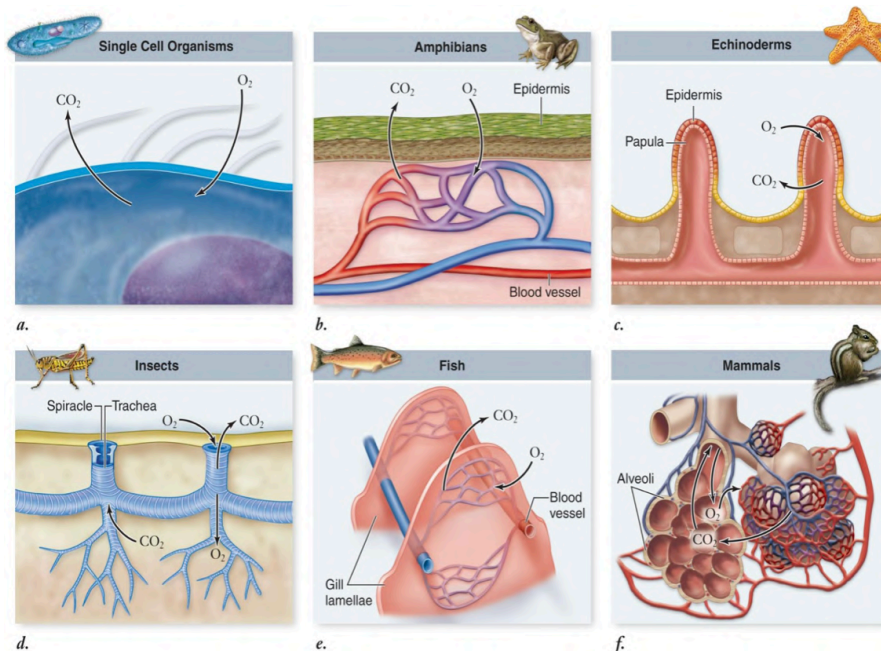 Single Cell Organisms
CO₂
O₂
a.
Amphibians
CO₂
O₂
Epidermis
Blood vessel
b.
Echinoderms
Epidermis
Papula
O₂
CO₂
c.
Insects
Spiracle
Trachea
O₂
CO₂
CO₂
O₂
d.
Fish
CO₂
O₂
Blood
vessel
Gill
lamellae
e.
Mammals
Alveoli
O₂
CO₂
f.